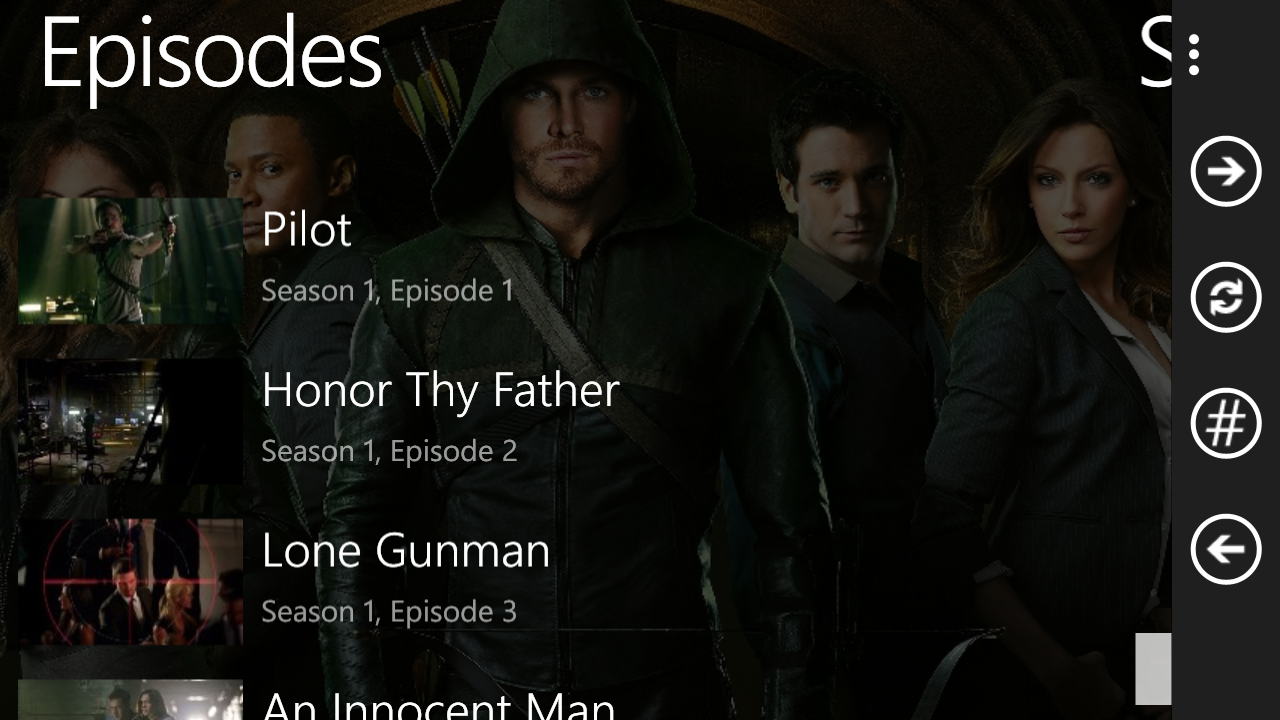 Episodes
S
Pilot
Season 1, Episode 1
Honor Thy Father
Season 1, Episode 2
#
Lone Gunman
Season 1, Episode 3
An Innocent Man